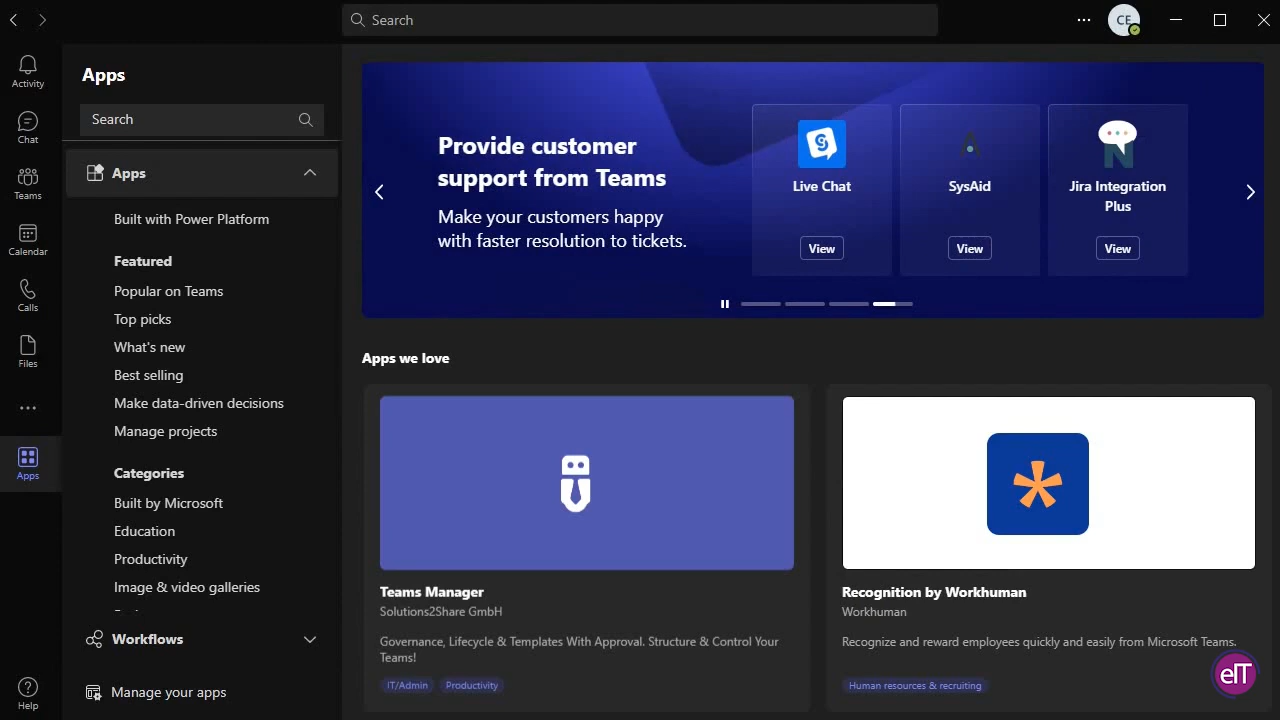 Search
CE
Activity
Chat
Teams
Calendar
Calls
Files
Apps
Help
Apps
Search
Apps
Built with Power Platform
Featured
Popular on Teams
Top picks
What's new
Best selling
Make data-driven decisions
Manage projects
Categories
Built by Microsoft
Education
Productivity
Image & video galleries
Workflows
Manage your apps
Provide customer
support from Teams
Make your customers happy
with faster resolution to tickets.
Live Chat
View
SysAid
View
Jira Integration
Plus
View
Apps we love
Teams Manager
Solutions2Share GmbH
Governance, Lifecycle & Templates With Approval. Structure & Control Your
Teams!
IT/Admin
Productivity
Recognition by Workhuman
Workhuman
Recognize and reward employees quickly and easily from Microsoft Teams.
Human resources & recruiting
eIT